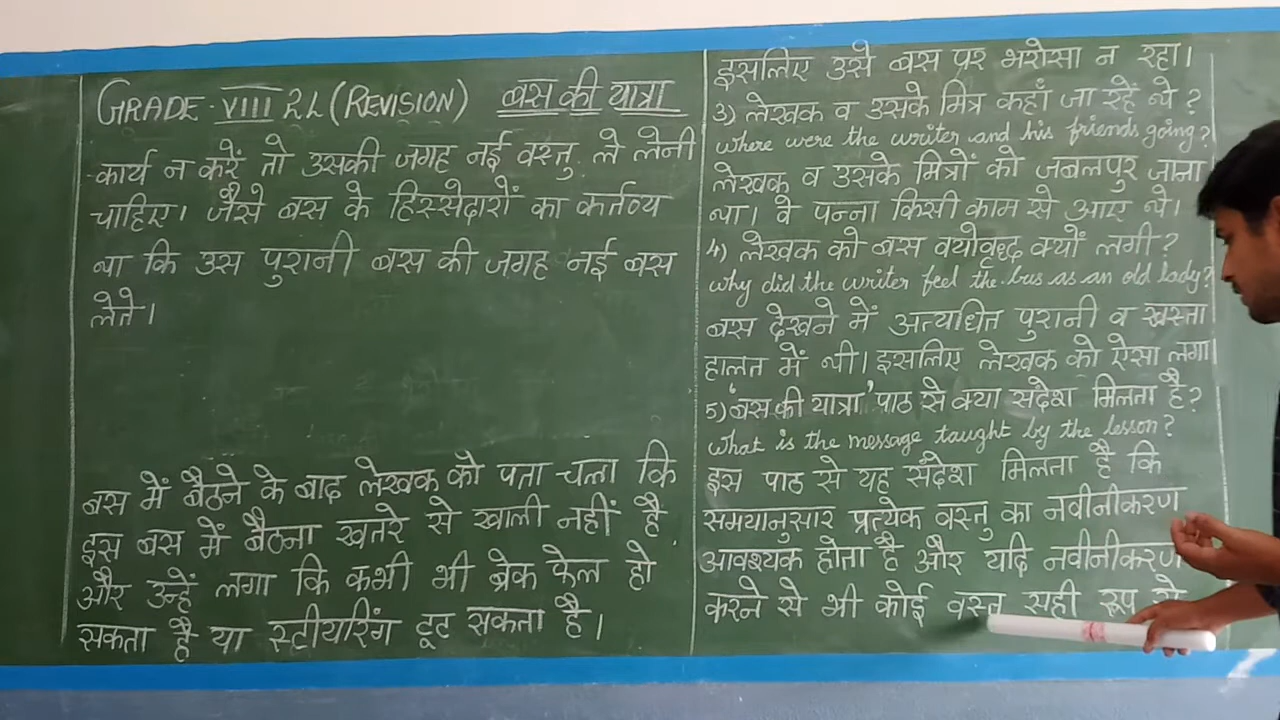 GRADE-VIII 2L (REVISION) बस की यात्रा
कार्य न करें तो उसकी जगह नई वस्तु ले लेनी
चाहिए। जैसे बस के हिस्सेदारों का कर्तव्य
था कि उस पुरानी बस की जगह नई बस
लेते।
बस में बैठने के बाद लेखक को पता चला कि
इस बस में बैठना खतरे से खाली नहीं है
और उन्हें लगा कि कभी भी ब्रेक फेल हो
सकता है या स्टीयरिंग टूट सकता है।
इसलिए उसे बस पर भरोसा न रहा।
3) लेखक व उसके मित्र कहाँ जा रहें थे?
Where were the writer and his friends going?
लेखक व उसके मित्रों को जबलपुर जाना
था। वे पन्ना किसी काम से आए थे।
4) लेखक को बस वयोवृध्द क्यों लगी?
Why did the writer feel the bus as an old lady?
बस देखने में अत्यधित पुरानी व खस्ता
हालत में थी। इसलिए लेखक को ऐसा लगा
5) 'बस की यात्रा' पाठ से क्या संदेश मिलता है?
What is the message taught by the lesson?
इस पाठ से यह संदेश मिलता है कि
समयानुसार प्रत्येक वस्तु का नवीनीकरण
आवश्यक होता है और यदि नवीनीकरण
करने से भी कोई वस्तु सही रूप से